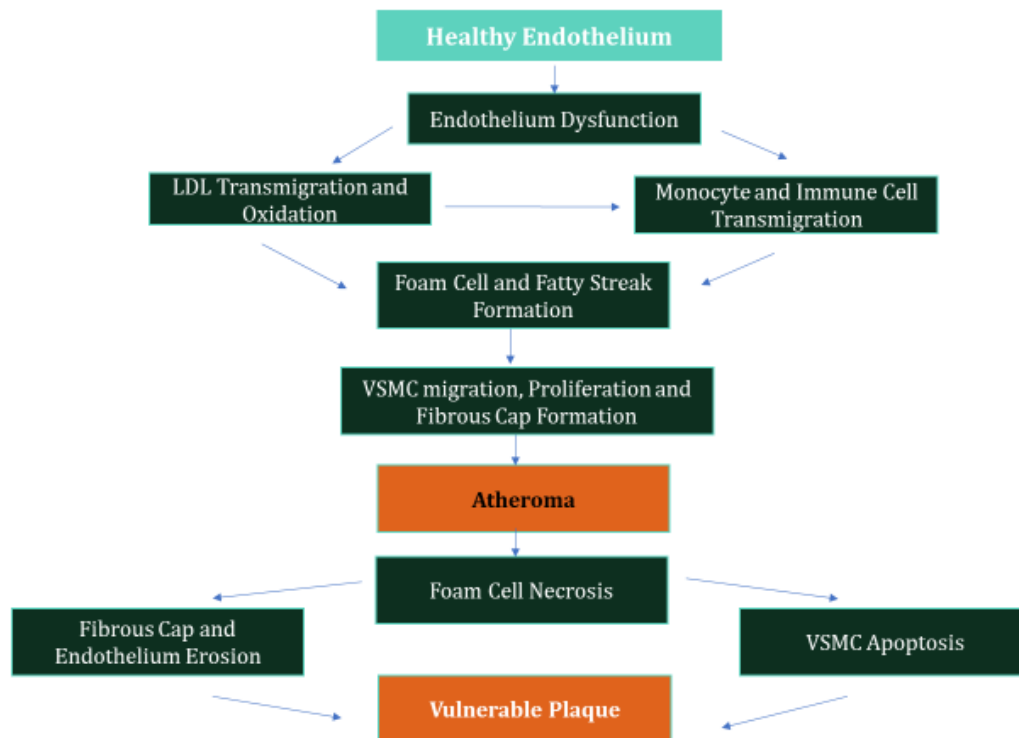 Healthy Endothelium
Endothelium Dysfunction
LDL Transmigration and
Oxidation
Monocyte and Immune Cell
Transmigration
Foam Cell and Fatty Streak
Formation
VSMC migration, Proliferation and
Fibrous Cap Formation
Atheroma
Foam Cell Necrosis
Fibrous Cap and
Endothelium Erosion
VSMC Apoptosis
Vulnerable Plaque